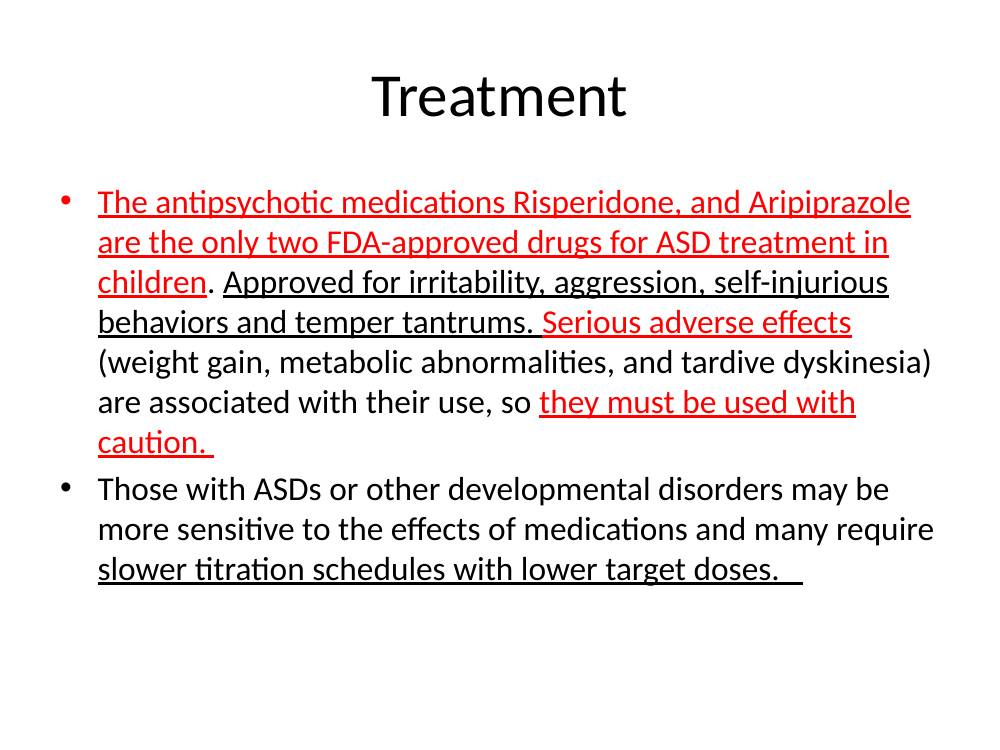 Treatment
• The antipsychotic medications Risperidone, and Aripiprazole
are the only two FDA-approved drugs for ASD treatment in
children. Approved for irritability, aggression, self-injurious
behaviors and temper tantrums. Serious adverse effects
(weight gain, metabolic abnormalities, and tardive dyskinesia)
are associated with their use, so they must be used with
caution.
• Those with ASDs or other developmental disorders may be
more sensitive to the effects of medications and many require
slower titration schedules with lower target doses.